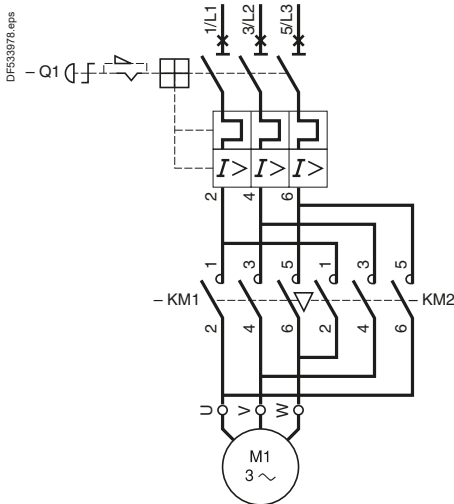 DF533978.eps
1/L1 3/L2 5/L3
– Q1
I> I> I>
2 4 6
1 3 5 1 3 5
– KM1 – KM2
2 4 6 2 4 6
U V W
M1
3 ~